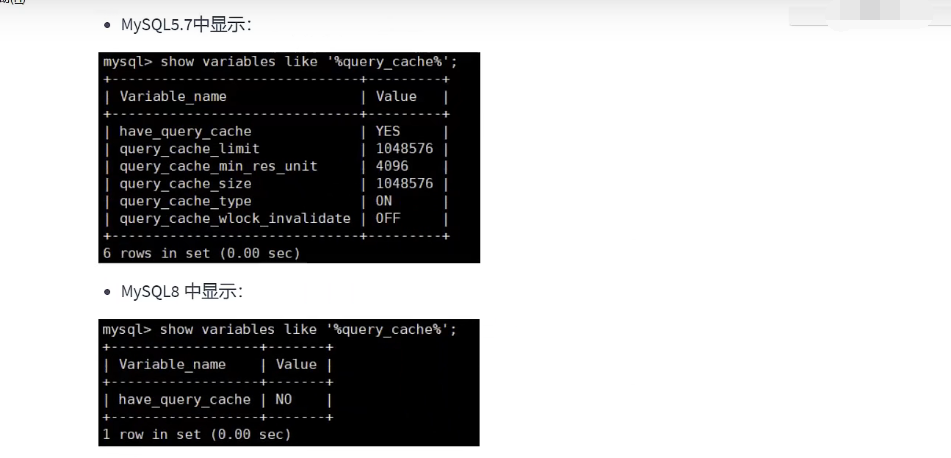 • MySQL5.7中显示：
mysql> show variables like '%query_cache%';
+------------------------------+---------+
| Variable_name                | Value   |
+------------------------------+---------+
| have_query_cache             | YES     |
| query_cache_limit            | 1048576 |
| query_cache_min_res_unit     | 4096    |
| query_cache_size             | 1048576 |
| query_cache_type             | ON      |
| query_cache_wlock_invalidate | OFF     |
+------------------------------+---------+
6 rows in set (0.00 sec)
• MySQL8 中显示：
mysql> show variables like '%query_cache%';
+------------------+-------+
| Variable_name    | Value |
+------------------+-------+
| have_query_cache | NO    |
+------------------+-------+
1 row in set (0.00 sec)